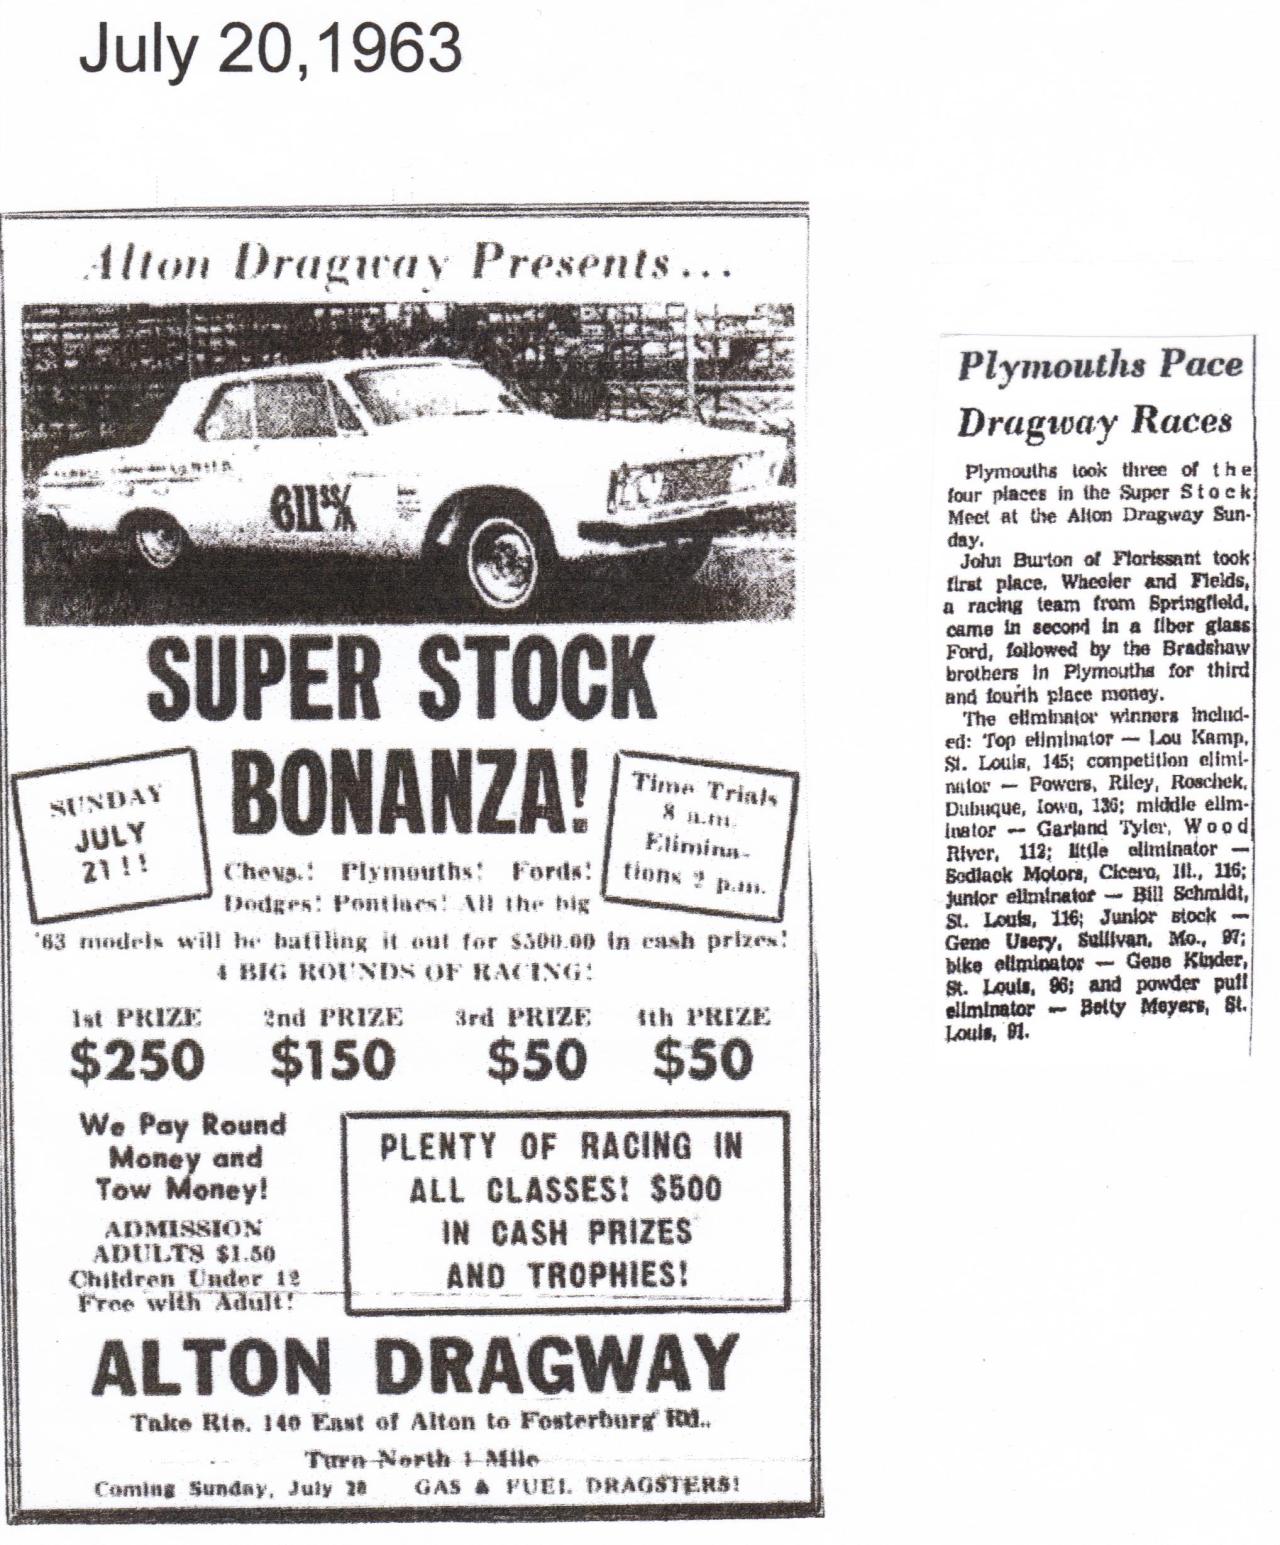 July 20,1963
Alton Dragway Presents...
611 SS/A
SUPER STOCK
BONANZA!
SUNDAY
JULY
21!!
Time Trials
8 a.m.
Elimina-
tions 2 p.m.
Chevs.! Plymouths! Fords!
Dodges! Pontiacs! All the big
'63 models will be battling it out for $500.00 in cash prizes!
4 BIG ROUNDS OF RACING!
1st PRIZE 2nd PRIZE 3rd PRIZE 4th PRIZE
$250 $150 $50 $50
We Pay Round
Money and
Tow Money!
ADMISSION
ADULTS $1.50
Children Under 12
Free with Adult!
PLENTY OF RACING IN
ALL CLASSES! $500
IN CASH PRIZES
AND TROPHIES!
ALTON DRAGWAY
Take Rte. 140 East of Alton to Fosterburg Rd..
Turn North 1 Mile
Coming Sunday, July 28 GAS & FUEL DRAGSTERS!
Plymouths Pace
Dragway Races
Plymouths took three of the
four places in the Super Stock
Meet at the Alton Dragway Sun-
day.
John Burton of Florissant took
first place. Wheeler and Fields,
a racing team from Springfield,
came in second in a fiber glass
Ford, followed by the Bradshaw
brothers in Plymouths for third
and fourth place money.
The eliminator winners includ-
ed: Top eliminator — Lou Kamp,
St. Louis, 145; competition elimi-
nator — Powers, Riley, Roschek,
Dubuque, Iowa, 136; middle elim-
inator — Garland Tyler, Wood
River, 112; little eliminator —
Sedlack Motors, Cicero, Ill., 116;
junior eliminator — Bill Schmidt,
St. Louis, 116; Junior stock —
Gene Usery, Sullivan, Mo., 97;
bike eliminator — Gene Kinder,
St. Louis, 96; and powder puff
eliminator — Betty Meyers, St.
Louis, 91.